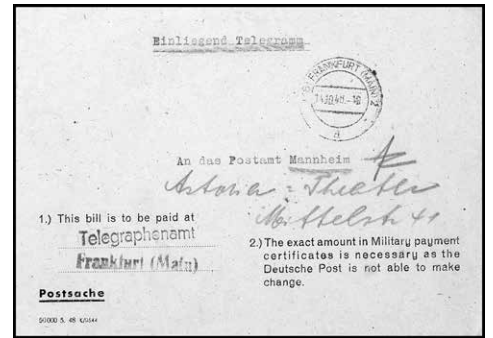 Einliegend Telegramm
FRANKFURT (MAIN) 2
An das Postamt Mannheim
Astoria = Theater
Mittelstr 41
1.) This bill is to be paid at
Telegraphenamt
Frankfurt (Main)
2.) The exact amount in Military payment
certificates is necessary as the
Deutsche Post is not able to make
change.
Postsache